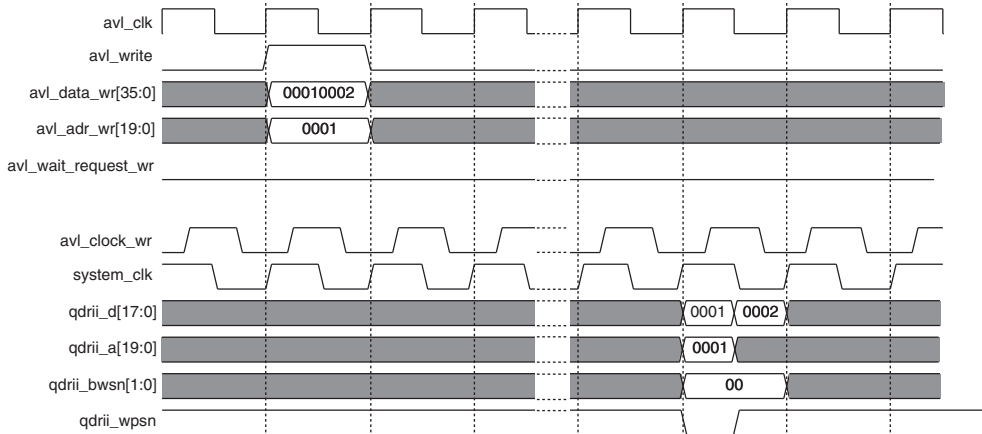 avl_clk
avl_write
avl_data_wr[35:0] 00010002
avl_adr_wr[19:0] 0001
avl_wait_request_wr
avl_clock_wr
system_clk
qdrii_d[17:0] 0001 0002
qdrii_a[19:0] 0001
qdrii_bwsn[1:0] 00
qdrii_wpsn